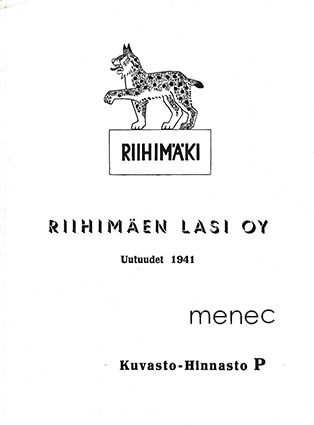 RIIHIMÄKI
RIIHIMÄEN LASI OY
Uutuudet 1941
menec
Kuvasto-Hinnasto P